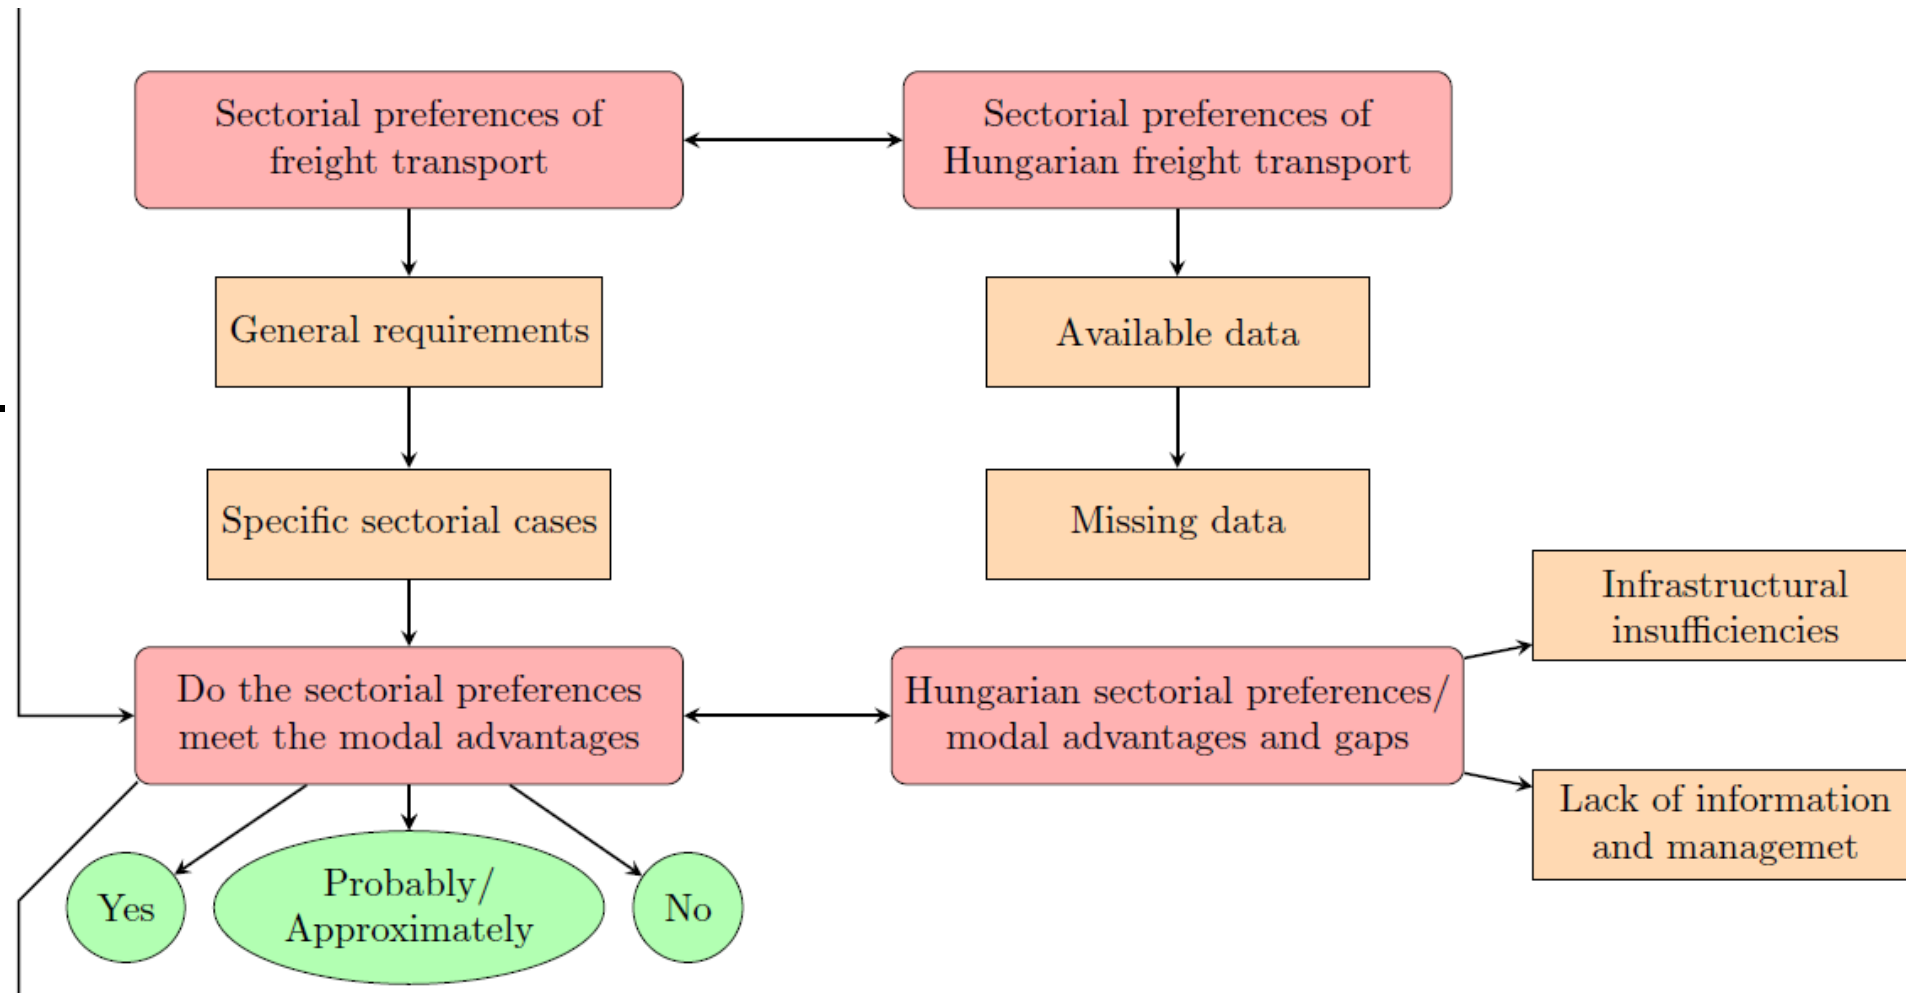 Sectorial preferences of
freight transport
Sectorial preferences of
Hungarian freight transport
General requirements
Available data
Specific sectorial cases
Missing data
Infrastructural
insufficiencies
Do the sectorial preferences
meet the modal advantages
Hungarian sectorial preferences/
modal advantages and gaps
Lack of information
and managemet
Yes
Probably/
Approximately
No